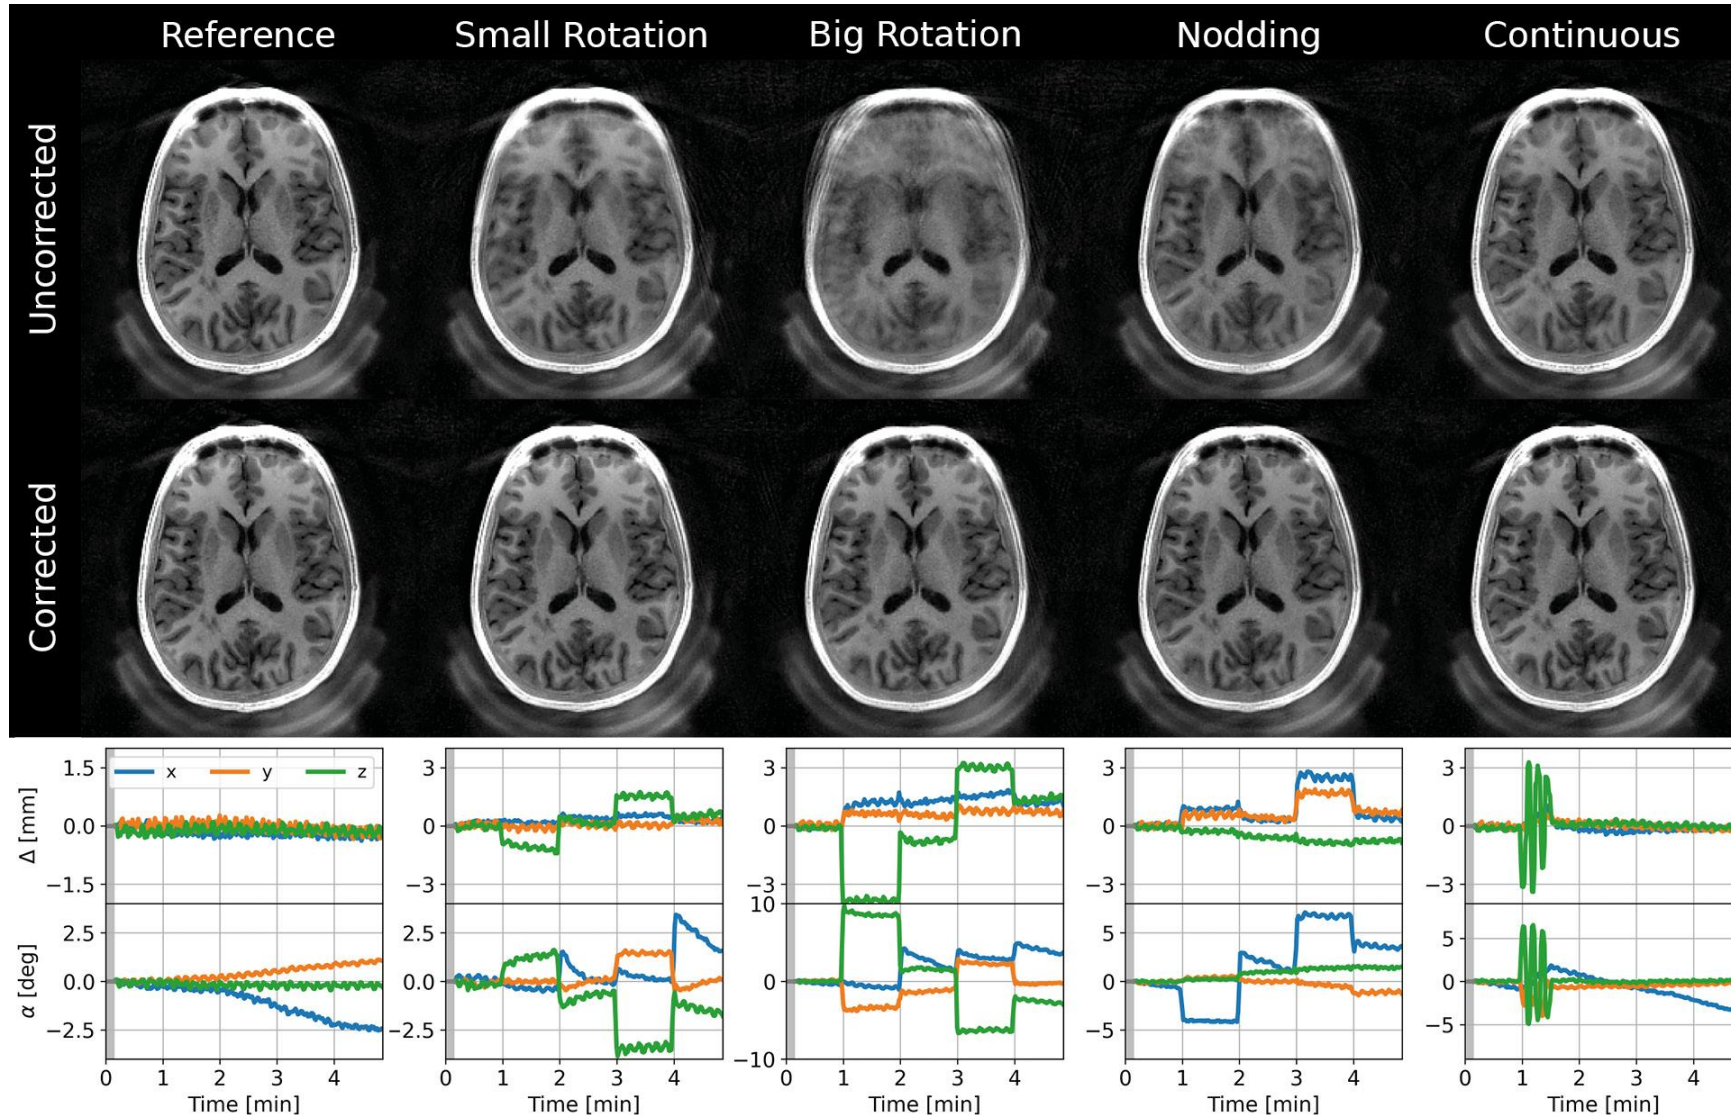 Reference Small Rotation Big Rotation Nodding Continuous
Uncorrected
Corrected
Δ [mm]
1.5 0.0 −1.5
x y z
3 0 −3
3 0 −3
3 0 −3
3 0 −3
α [deg]
2.5 0.0 −2.5
2.5 0.0 −2.5
10 0 −10
5 0 −5
5 0 −5
0 1 2 3 4
0 1 2 3 4
0 1 2 3 4
0 1 2 3 4
0 1 2 3 4
Time [min] Time [min] Time [min] Time [min] Time [min]